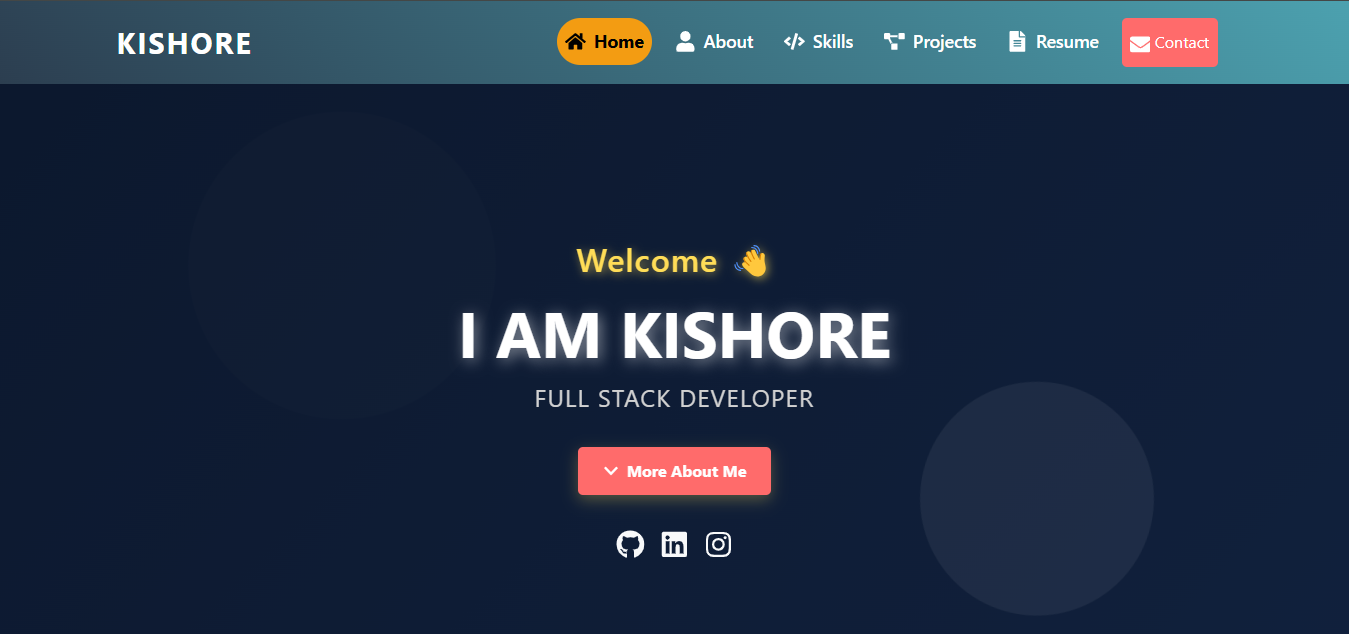 KISHORE
Home About Skills Projects Resume Contact
Welcome 👋
I AM KISHORE
FULL STACK DEVELOPER
More About Me